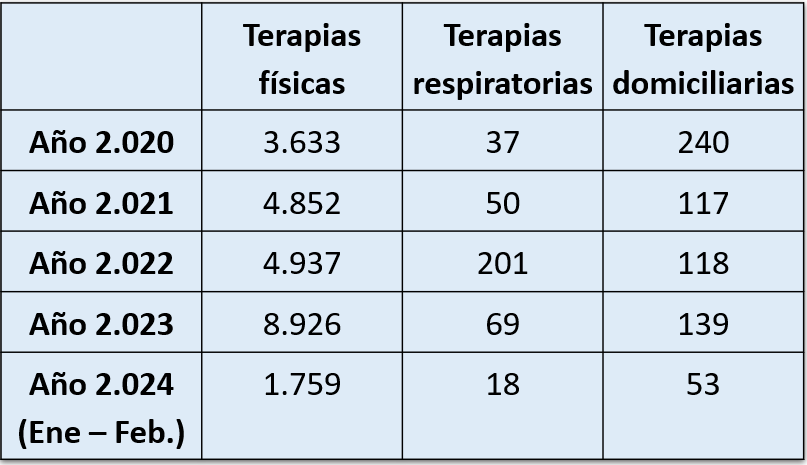 Terapias físicas Terapias respiratorias Terapias domiciliarias
Año 2.020 3.633 37 240
Año 2.021 4.852 50 117
Año 2.022 4.937 201 118
Año 2.023 8.926 69 139
Año 2.024 (Ene – Feb.) 1.759 18 53